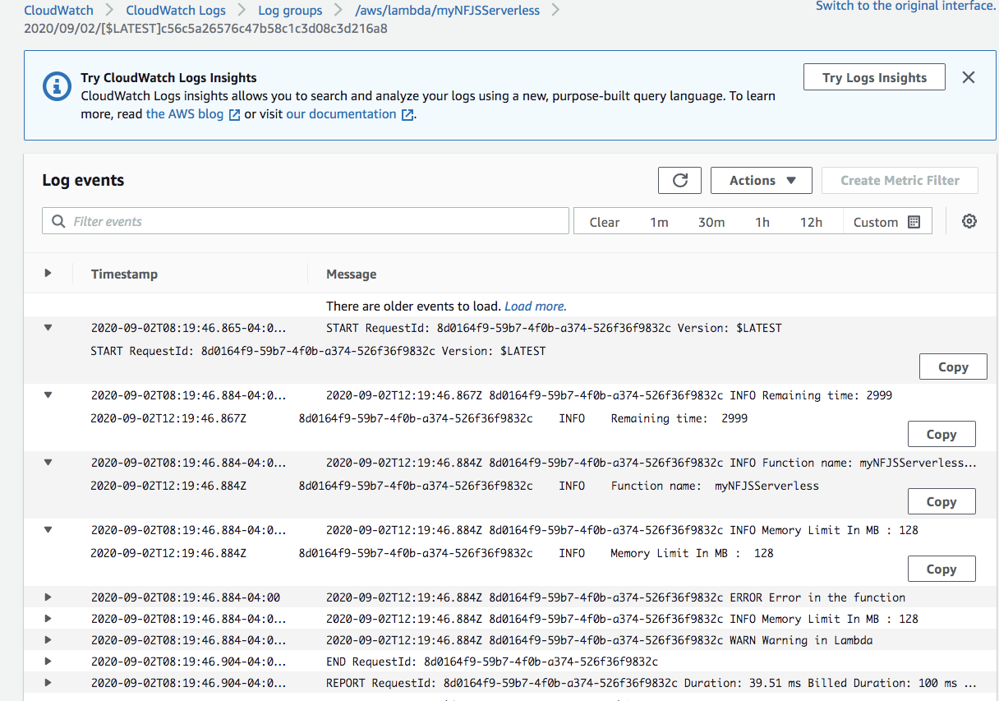 CloudWatch > CloudWatch Logs > Log groups > /aws/lambda/myNFJSServerless >
Switch to the original interface.
2020/09/02/[$LATEST]c56c5a26576c47b58c1c3d08c3d216a8
Try CloudWatch Logs Insights
CloudWatch Logs insights allows you to search and analyze your logs using a new, purpose-built query language. To learn
more, read the AWS blog or visit our documentation .
Try Logs Insights
Log events
Actions
Create Metric Filter
Filter events
Clear 1m 30m 1h 12h Custom
Timestamp Message
There are older events to load. Load more.
2020-09-02T08:19:46.865-04:0... START RequestId: 8d0164f9-59b7-4f0b-a374-526f36f9832c Version: $LATEST
START RequestId: 8d0164f9-59b7-4f0b-a374-526f36f9832c Version: $LATEST
Copy
2020-09-02T08:19:46.884-04:0... 2020-09-02T12:19:46.867Z 8d0164f9-59b7-4f0b-a374-526f36f9832c INFO Remaining time: 2999
2020-09-02T12:19:46.867Z 8d0164f9-59b7-4f0b-a374-526f36f9832c INFO Remaining time: 2999
Copy
2020-09-02T08:19:46.884-04:0... 2020-09-02T12:19:46.884Z 8d0164f9-59b7-4f0b-a374-526f36f9832c INFO Function name: myNFJSServerless...
2020-09-02T12:19:46.884Z 8d0164f9-59b7-4f0b-a374-526f36f9832c INFO Function name: myNFJSServerless
Copy
2020-09-02T08:19:46.884-04:0... 2020-09-02T12:19:46.884Z 8d0164f9-59b7-4f0b-a374-526f36f9832c INFO Memory Limit In MB : 128
2020-09-02T12:19:46.884Z 8d0164f9-59b7-4f0b-a374-526f36f9832c INFO Memory Limit In MB : 128
Copy
2020-09-02T08:19:46.884-04:00 2020-09-02T12:19:46.884Z 8d0164f9-59b7-4f0b-a374-526f36f9832c ERROR Error in the function
2020-09-02T08:19:46.884-04:0... 2020-09-02T12:19:46.884Z 8d0164f9-59b7-4f0b-a374-526f36f9832c INFO Memory Limit In MB : 128
2020-09-02T08:19:46.884-04:0... 2020-09-02T12:19:46.884Z 8d0164f9-59b7-4f0b-a374-526f36f9832c WARN Warning in Lambda
2020-09-02T08:19:46.904-04:0... END RequestId: 8d0164f9-59b7-4f0b-a374-526f36f9832c
2020-09-02T08:19:46.904-04:0... REPORT RequestId: 8d0164f9-59b7-4f0b-a374-526f36f9832c Duration: 39.51 ms Billed Duration: 100 ms ...